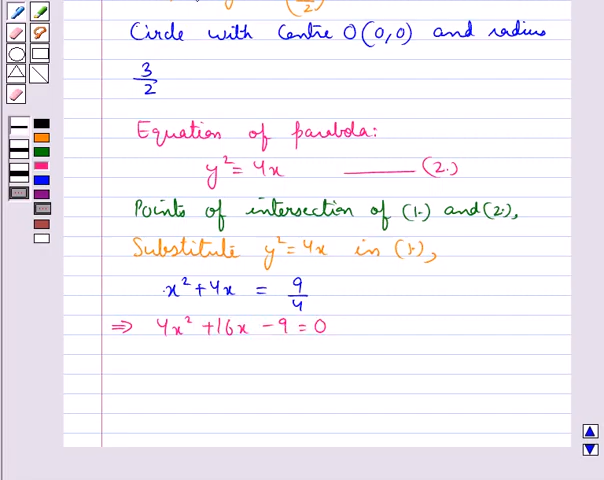 Circle with Centre O(0,0) and radius
3/2
Equation of parabola:
y² = 4x ——— (2.)
Points of intersection of (1.) and (2.),
Substitute y² = 4x in (1.),
x² + 4x = 9/4
⇒ 4x² + 16x - 9 = 0